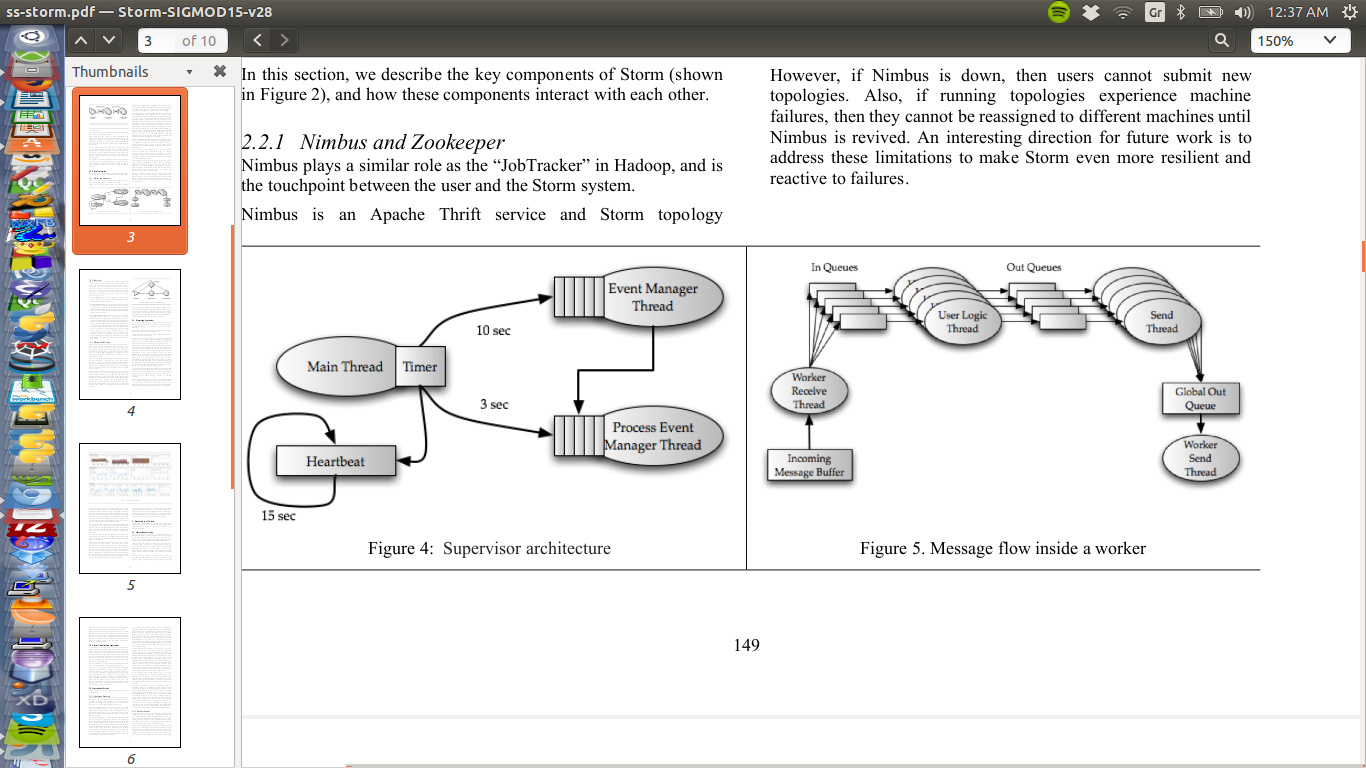 ss-storm.pdf — Storm-SIGMOD15-v28
Gr
12:37 AM
3
of 10
150%
Thumbnails
3
4
5
6
In this section, we describe the key components of Storm (shown
in Figure 2), and how these components interact with each other.
2.2.1 Nimbus and Zookeeper
Nimbus plays a similar role as the “JobTracker” in Hadoop, and is
the touchpoint between the user and the Storm system.
Nimbus is an Apache Thrift service and Storm topology
However, if Nimbus is down, then users cannot submit new
topologies. Also, if running topologies experience machine
failures, then they cannot be reassigned to different machines until
Nimbus is revived. An interesting direction for future work is to
address these limitations to make Storm even more resilient and
reactive to failures.
Event Manager
Thread
10 sec
Main Thread
Timer
3 sec
Process Event
Manager Thread
Heartbeat
15 sec
Figure 4: Supervisor architecture
In Queues
Out Queues
User Logic
Thread
Send
Thread
Worker
Receive
Thread
Global Out
Queue
Incoming
Message Buffer
Worker
Send
Thread
Figure 5. Message flow inside a worker
149